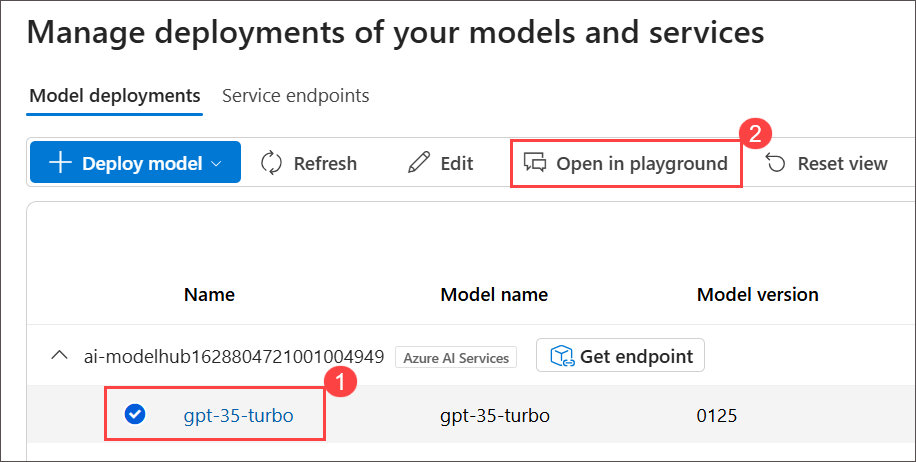 Manage deployments of your models and services
Model deployments Service endpoints
2
Deploy model Refresh Edit Open in playground Reset view
Name Model name Model version
ai-modelhub1628804721001004949 Azure AI Services Get endpoint
1
gpt-35-turbo gpt-35-turbo 0125